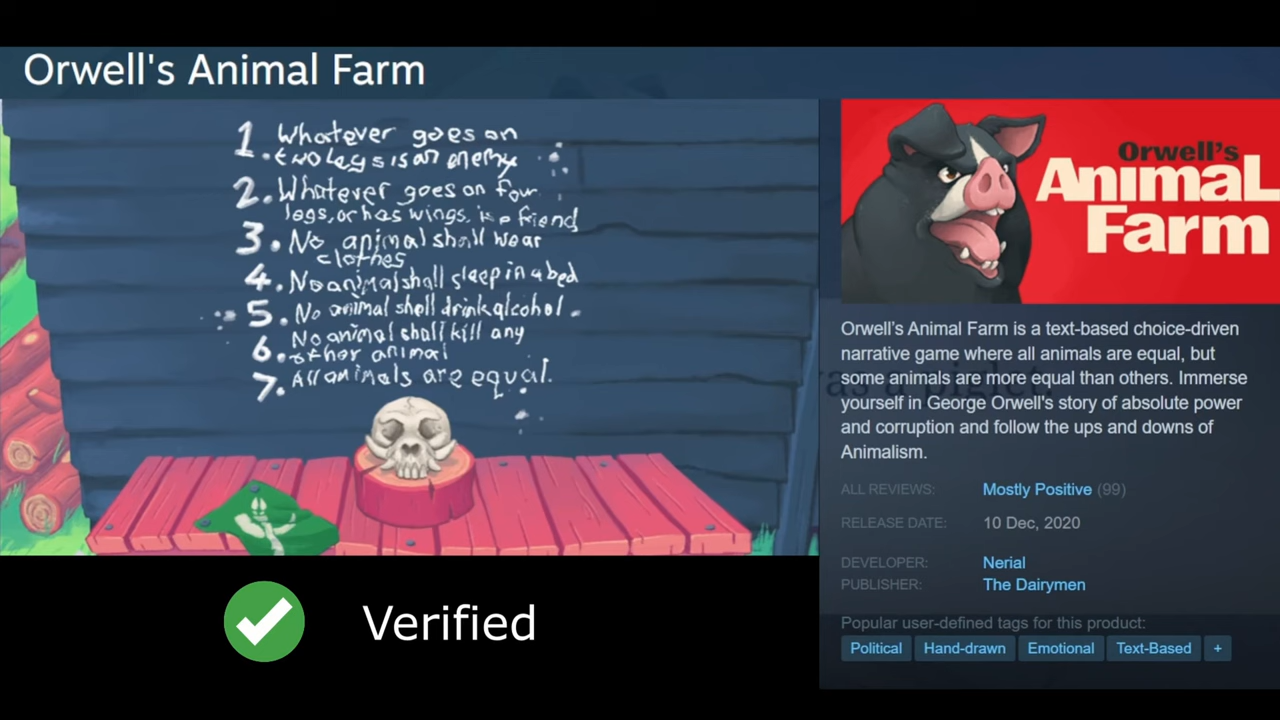 Orwell's Animal Farm
1. Whatever goes on
two legs is an enemy
2. Whatever goes on four
legs, or has wings, is a friend
3. No animal shall wear
clothes
4. No animal shall sleep in a bed
5. No animal shall drink alcohol
6. No animal shall kill any
other animal
7. All animals are equal.
Verified
Orwell's
Animal
Farm
Orwell's Animal Farm is a text-based choice-driven
narrative game where all animals are equal, but
some animals are more equal than others. Immerse
yourself in George Orwell's story of absolute power
and corruption and follow the ups and downs of
Animalism.
ALL REVIEWS: Mostly Positive (99)
RELEASE DATE: 10 Dec, 2020
DEVELOPER: Nerial
PUBLISHER: The Dairymen
Popular user-defined tags for this product:
Political Hand-drawn Emotional Text-Based +